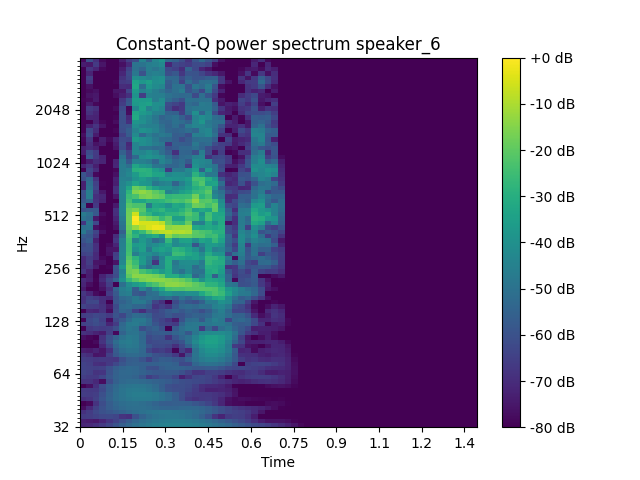 Constant-Q power spectrum speaker_6
Hz
2048
1024
512
256
128
64
32
0 0.15 0.3 0.45 0.6 0.75 0.9 1.1 1.2 1.4
Time
+0 dB
-10 dB
-20 dB
-30 dB
-40 dB
-50 dB
-60 dB
-70 dB
-80 dB